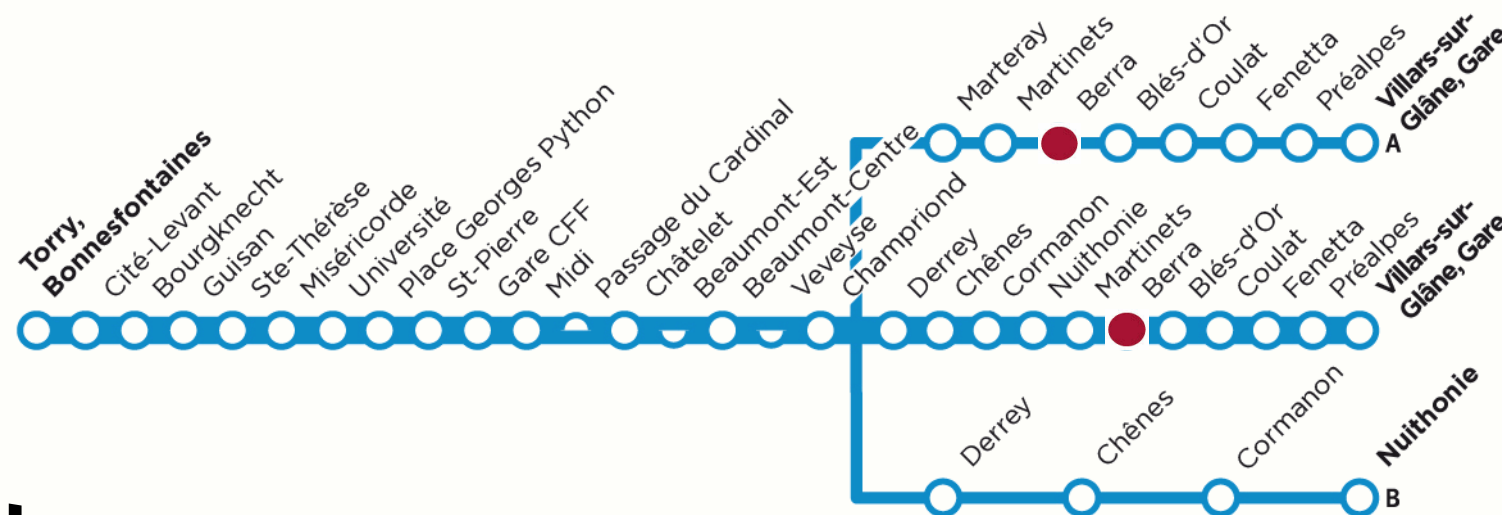 Marteray
Martinets
Berra
Blés-d'Or
Coulat
Fenetta
Préalpes
Villars-sur-
Glâne, Gare
A
Torry,
Bonnesfontaines
Cité-Levant
Bourgknecht
Guisan
Ste-Thérèse
Miséricorde
Université
Place Georges Python
St-Pierre
Gare CFF
Midi
Passage du Cardinal
Châtelet
Beaumont-Est
Beaumont-Centre
Veveyse
Champriond
Derrey
Chênes
Cormanon
Nuithonie
Martinets
Berra
Blés-d'Or
Coulat
Fenetta
Préalpes
Villars-sur-
Glâne, Gare
Derrey
Chênes
Cormanon
Nuithonie
B